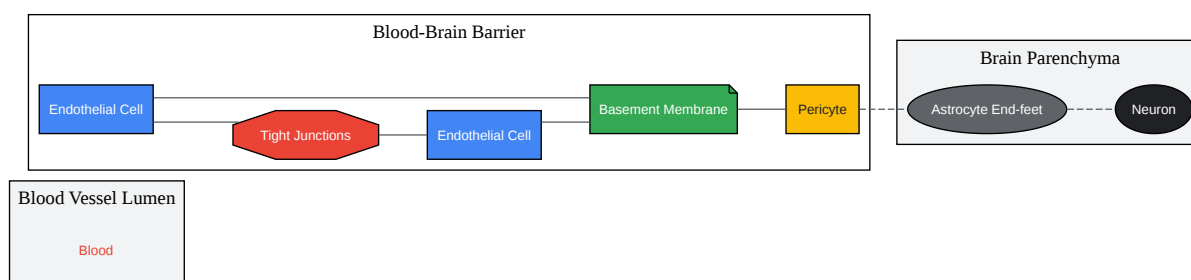 Blood-Brain Barrier
Endothelial Cell
Tight Junctions
Endothelial Cell
Basement Membrane
Pericyte
Brain Parenchyma
Astrocyte End-feet
Neuron
Blood Vessel Lumen
Blood